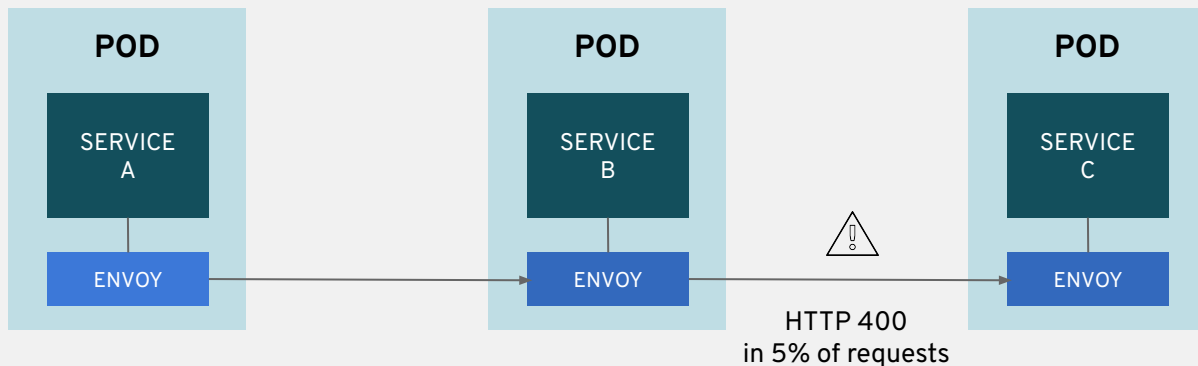 POD
SERVICE
A
ENVOY
POD
SERVICE
B
ENVOY
HTTP 400
in 5% of requests
POD
SERVICE
C
ENVOY